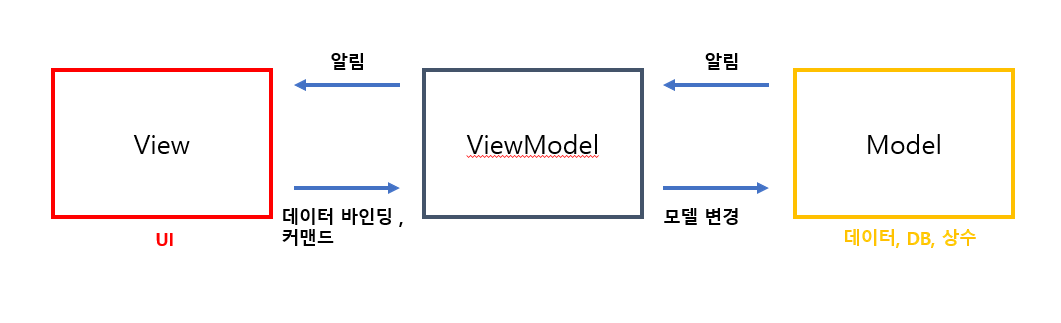 알림
알림
View
ViewModel
Model
데이터 바인딩 ,
커맨드
모델 변경
UI
데이터, DB, 상수